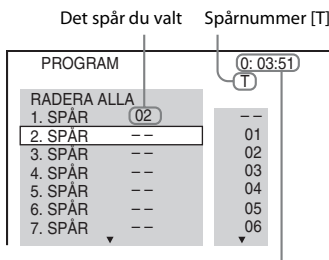 Det spår du valt Spårnummer [T]
PROGRAM 0: 03:51
T
RADERA ALLA
1. SPÅR 02 – –
2. SPÅR – – 01
3. SPÅR – – 02
4. SPÅR – – 03
5. SPÅR – – 04
6. SPÅR – – 05
7. SPÅR – – 06